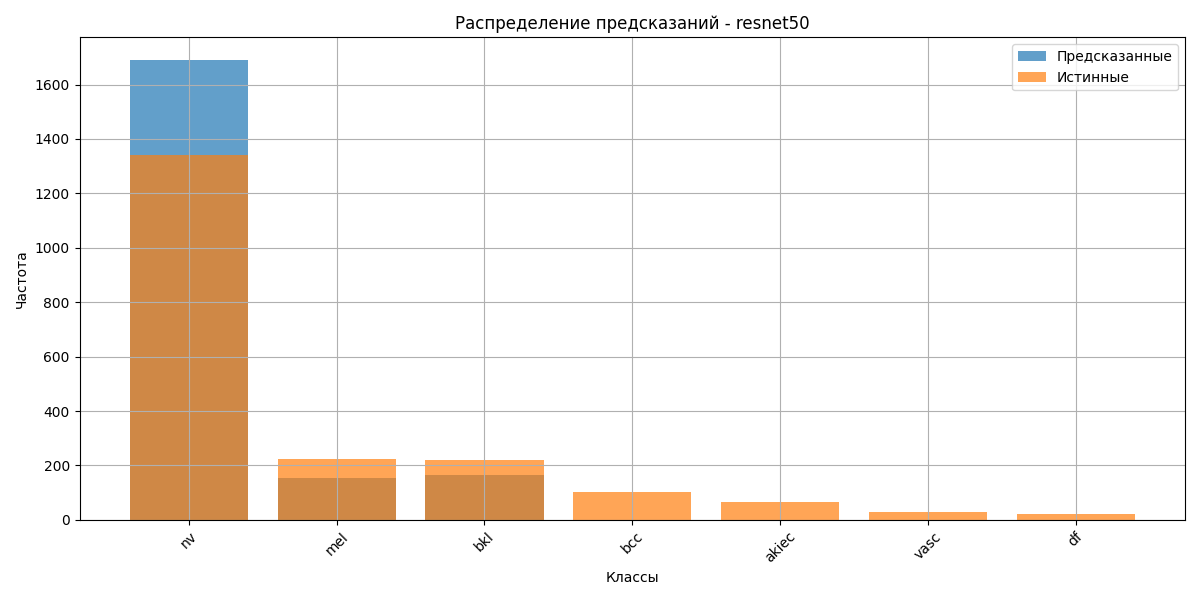 Распределение предсказаний - resnet50
Предсказанные
Истинные
1600
1400
1200
1000
800
600
400
200
0
Частота
nv
mel
bkl
bcc
akiec
vasc
df
Классы